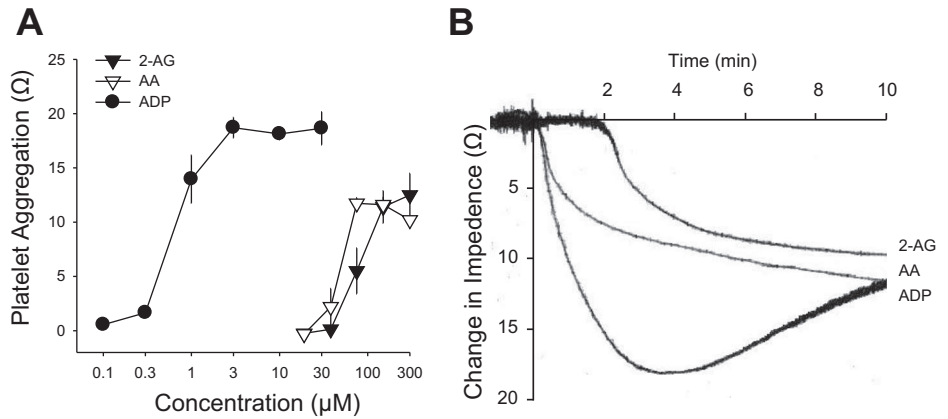 A
2-AG
AA
ADP
Platelet Aggregation (Ω)
25
20
15
10
5
0
0.1 0.3 1 3 10 30 100 300
Concentration (µM)
B
Time (min)
2 4 6 8 10
Change in Impedence (Ω)
5
10
15
20
2-AG
AA
ADP